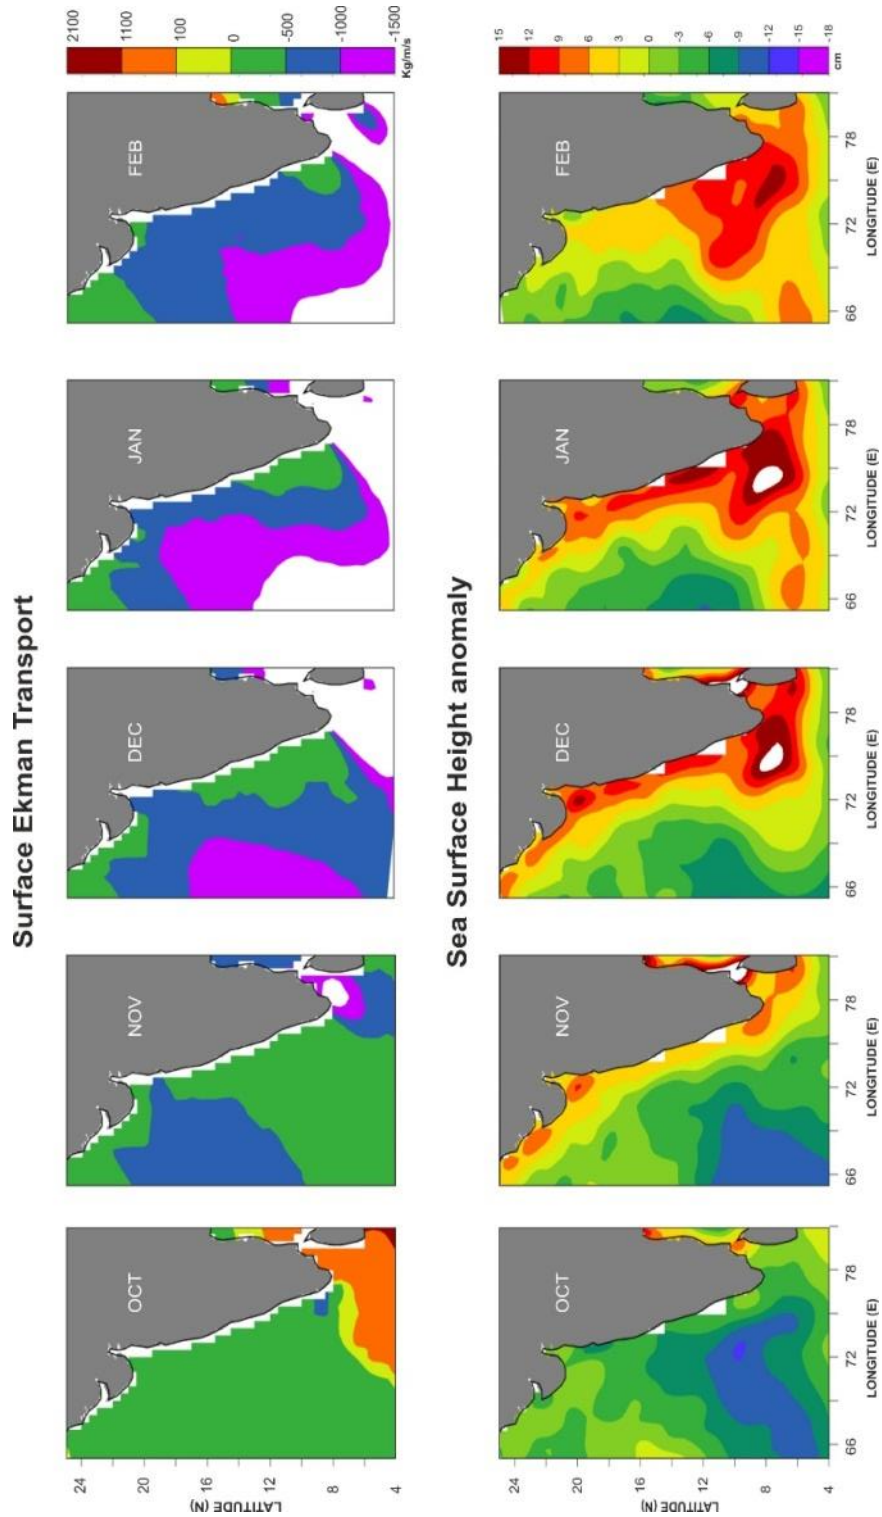 Surface Ekman Transport
OCT
NOV
DEC
JAN
FEB
2100
1100
100
0
-500
-1000
-1500
Kg/m/s
24
20
16
12
8
4
LATITUDE (N)
Sea Surface Height anomaly
OCT
NOV
DEC
JAN
FEB
15
12
9
6
3
0
-3
-6
-9
-12
-15
-18
cm
24
20
16
12
8
4
LATITUDE (N)
66 72 78
66 72 78
66 72 78
66 72 78
66 72 78
LONGITUDE (E)
LONGITUDE (E)
LONGITUDE (E)
LONGITUDE (E)
LONGITUDE (E)